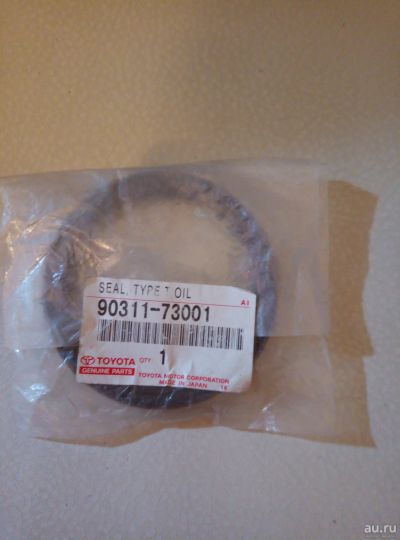 SEAL, TYPE T OIL
A1
90311-73001
TOYOTA
GENUINE PARTS
QTY
1
TOYOTA MOTOR CORPORATION
MADE IN JAPAN 16
au.ru